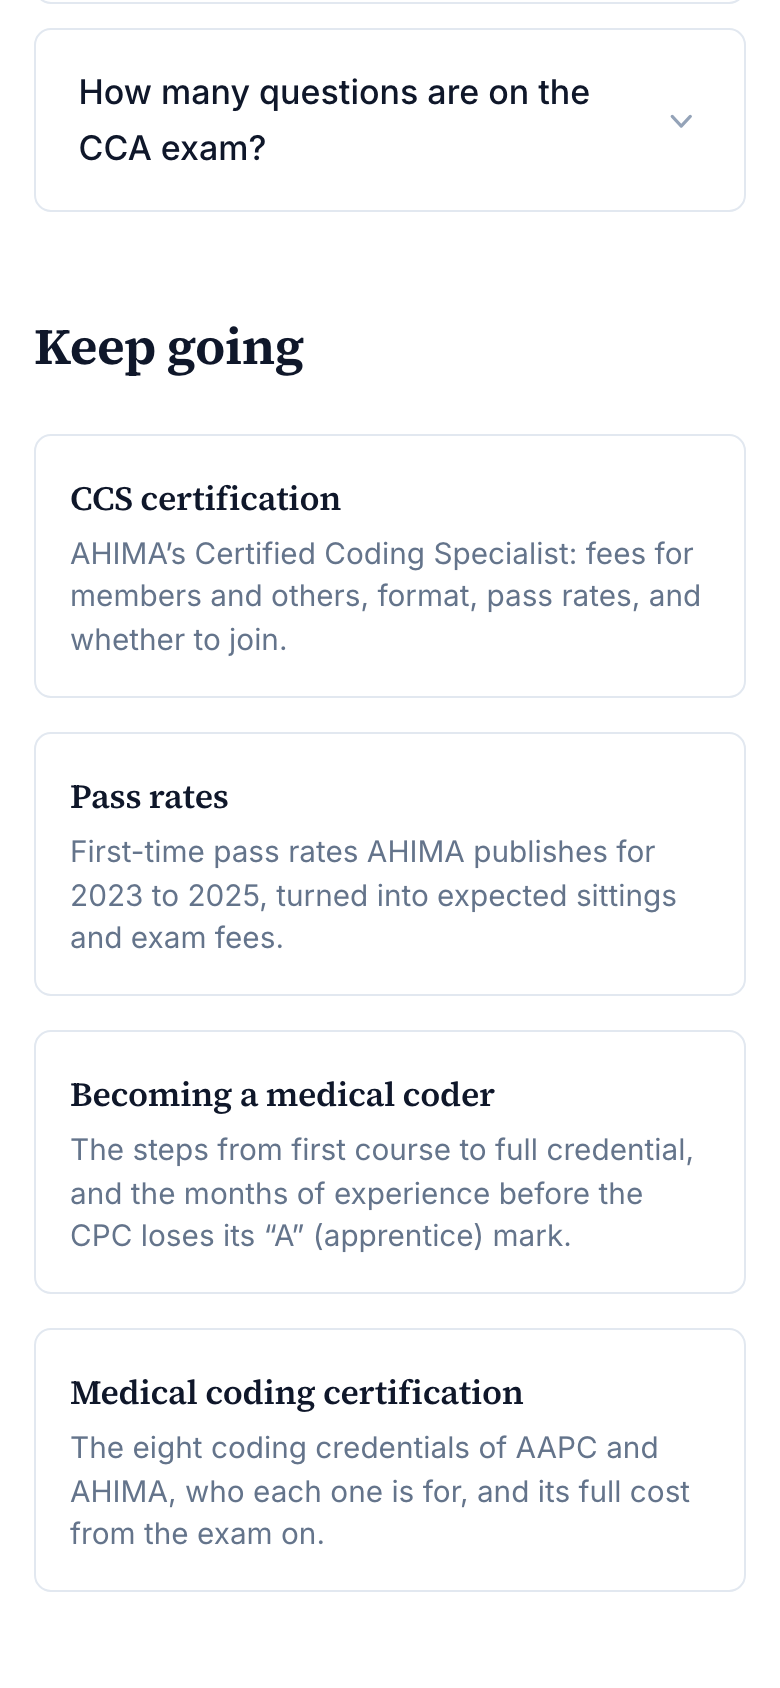 How many questions are on the
CCA exam?
Keep going
CCS certification
AHIMA’s Certified Coding Specialist: fees for
members and others, format, pass rates, and
whether to join.
Pass rates
First-time pass rates AHIMA publishes for
2023 to 2025, turned into expected sittings
and exam fees.
Becoming a medical coder
The steps from first course to full credential,
and the months of experience before the
CPC loses its “A” (apprentice) mark.
Medical coding certification
The eight coding credentials of AAPC and
AHIMA, who each one is for, and its full cost
from the exam on.